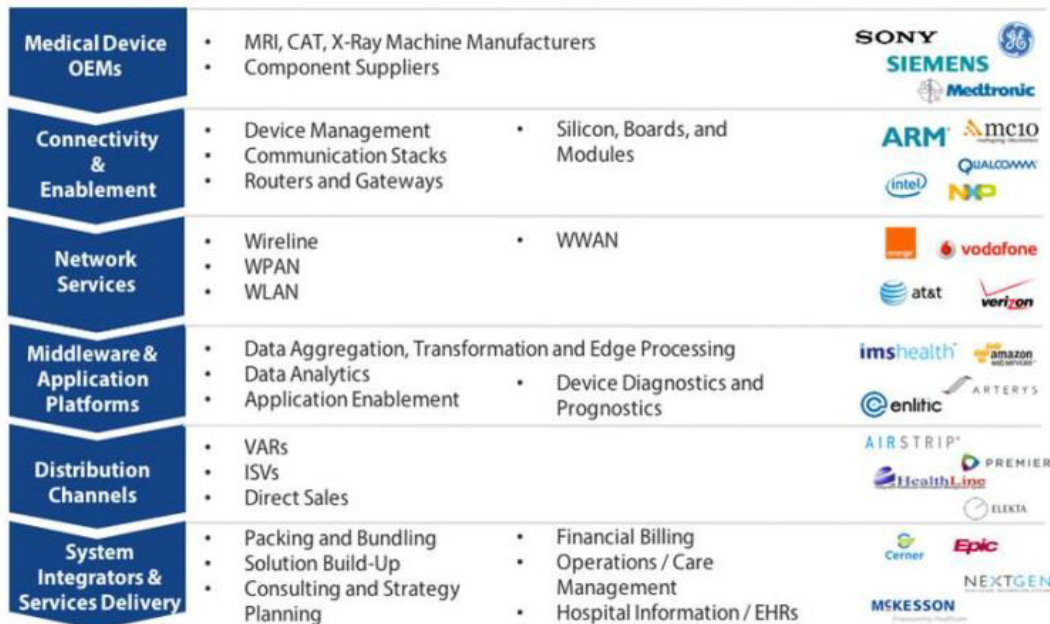 Medical Device
OEMs
• MRI, CAT, X-Ray Machine Manufacturers
• Component Suppliers
SONY
GE
SIEMENS
Medtronic
Connectivity
&
Enablement
• Device Management
• Communication Stacks
• Routers and Gateways
• Silicon, Boards, and
Modules
ARM
mc10
QUALCOMM
intel
NXP
Network
Services
• Wireline
• WPAN
• WLAN
• WWAN
orange
vodafone
at&t
verizon
Middleware &
Application
Platforms
• Data Aggregation, Transformation and Edge Processing
• Data Analytics
• Application Enablement
• Device Diagnostics and
Prognostics
imshealth
amazon
webservices
ARTERYS
enlitic
Distribution
Channels
• VARs
• ISVs
• Direct Sales
AIRSTRIP
PREMIER
HealthLine
ELEKTA
System
Integrators &
Services Delivery
• Packing and Bundling
• Solution Build-Up
• Consulting and Strategy
Planning
• Financial Billing
• Operations / Care
Management
• Hospital Information / EHRs
Cerner
Epic
NEXTGEN
MCKESSON
Empowering Healthcare